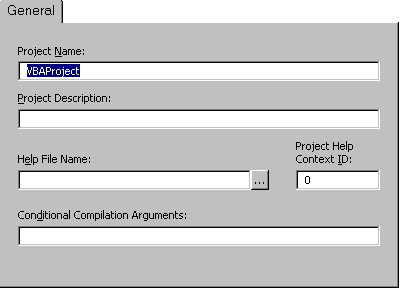 General
Project Name:
VBAProject
Project Description:
Help File Name:
Project Help
Context ID:
...
0
Conditional Compilation Arguments: